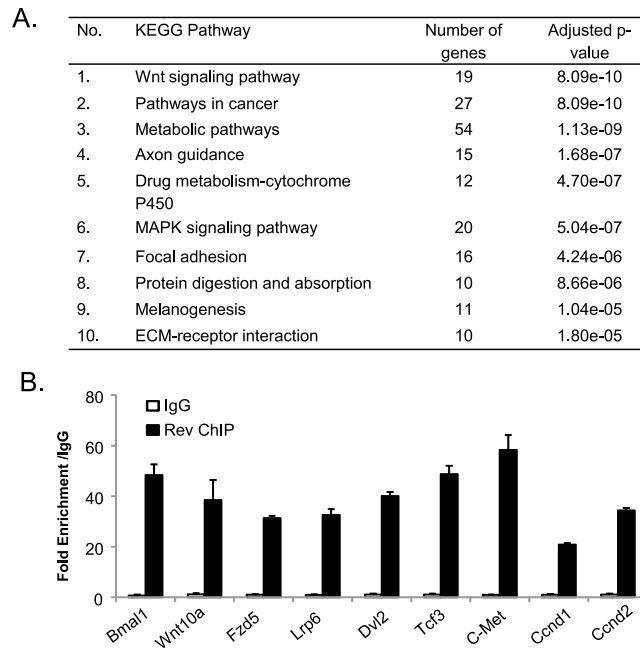 A.
No. KEGG Pathway Number of genes Adjusted p-value
1. Wnt signaling pathway 19 8.09e-10
2. Pathways in cancer 27 8.09e-10
3. Metabolic pathways 54 1.13e-09
4. Axon guidance 15 1.68e-07
5. Drug metabolism-cytochrome P450 12 4.70e-07
6. MAPK signaling pathway 20 5.04e-07
7. Focal adhesion 16 4.24e-06
8. Protein digestion and absorption 10 8.66e-06
9. Melanogenesis 11 1.04e-05
10. ECM-receptor interaction 10 1.80e-05
B.
IgG
Rev ChIP
Fold Enrichment /IgG
80
60
40
20
0
Bmal1 Wnt10a Fzd5 Lrp6 Dvl2 Tcf3 C-Met Ccnd1 Ccnd2